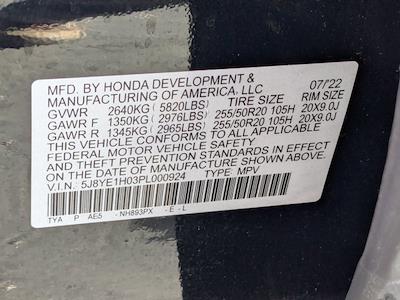 MFD. BY HONDA DEVELOPMENT &
MANUFACTURING OF AMERICA, LLC 07/22
GVWR 2640KG (5820LBS) TIRE SIZE RIM SIZE
GAWR F 1350KG (2976LBS) 255/50R20 105H 20X9.0J
GAWR R 1345KG (2965LBS) 255/50R20 105H 20X9.0J
THIS VEHICLE CONFORMS TO ALL APPLICABLE
FEDERAL MOTOR VEHICLE SAFETY AND THEFT PREVENTION STANDARDS IN EFFECT
ON THE DATE OF MANUFACTURE SHOWN ABOVE.
V.I.N.: 5J8YE1H03PL000924 TYPE: MPV
TYA P AE5 -NH893PX -E -L